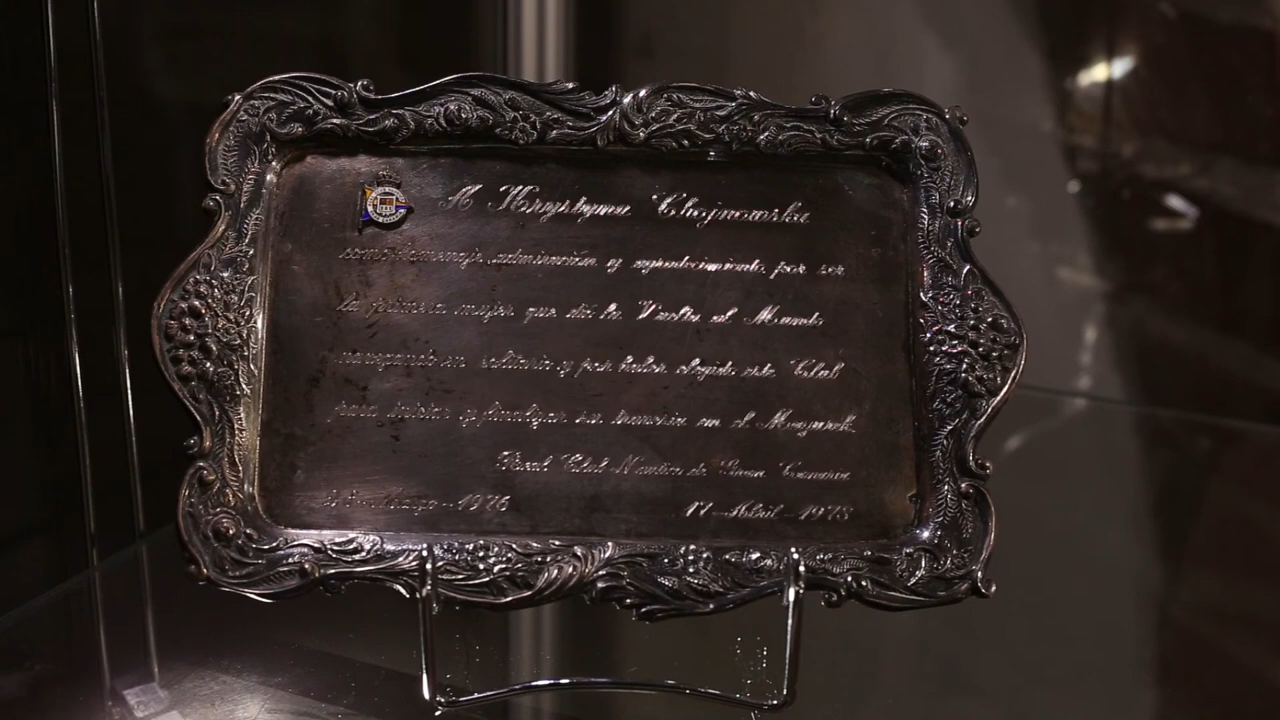 A Krystyna Chojnowska
como homenaje, admiración y agradecimiento por ser
la primera mujer que dió la Vuelta al Mundo
navegando en solitario y por haber elegido este Club
para iniciar y finalizar su travesía en el Mazurek.
Real Club Nautico de Gran Canaria
28-Marzo-1976 17-Abril-1978